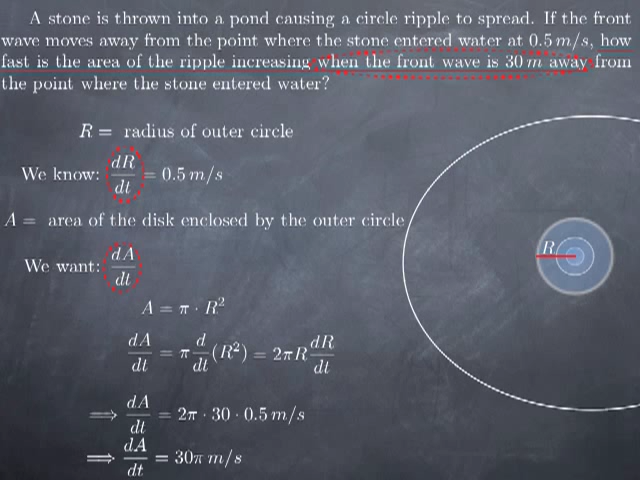 A stone is thrown into a pond causing a circle ripple to spread. If the front
wave moves away from the point where the stone entered water at 0.5 m/s, how
fast is the area of the ripple increasing when the front wave is 30 m away from
the point where the stone entered water?
R = radius of outer circle
We know: dR/dt = 0.5 m/s
A = area of the disk enclosed by the outer circle
R
We want: dA/dt
A = π · R²
dA/dt = π d/dt (R²) = 2πR dR/dt
⟹ dA/dt = 2π · 30 · 0.5 m/s
⟹ dA/dt = 30π m/s